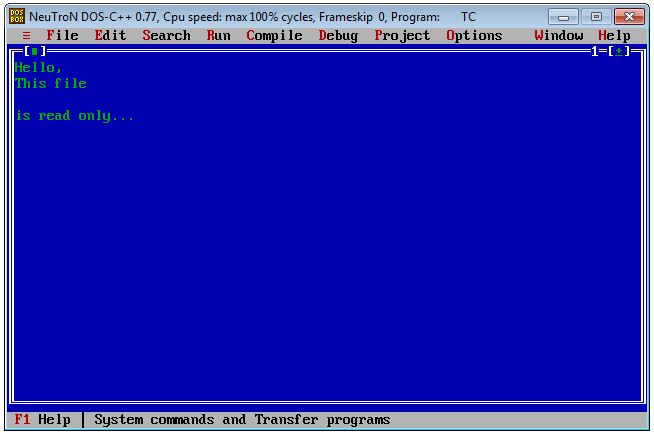 DOS BOX NeuTroN DOS-C++ 0.77, Cpu speed: max 100% cycles, Frameskip 0, Program: TC
≡ File Edit Search Run Compile Debug Project Options Window Help
[■] 1=[↕]
Hello,
This file
is read only...
F1 Help | System commands and Transfer programs